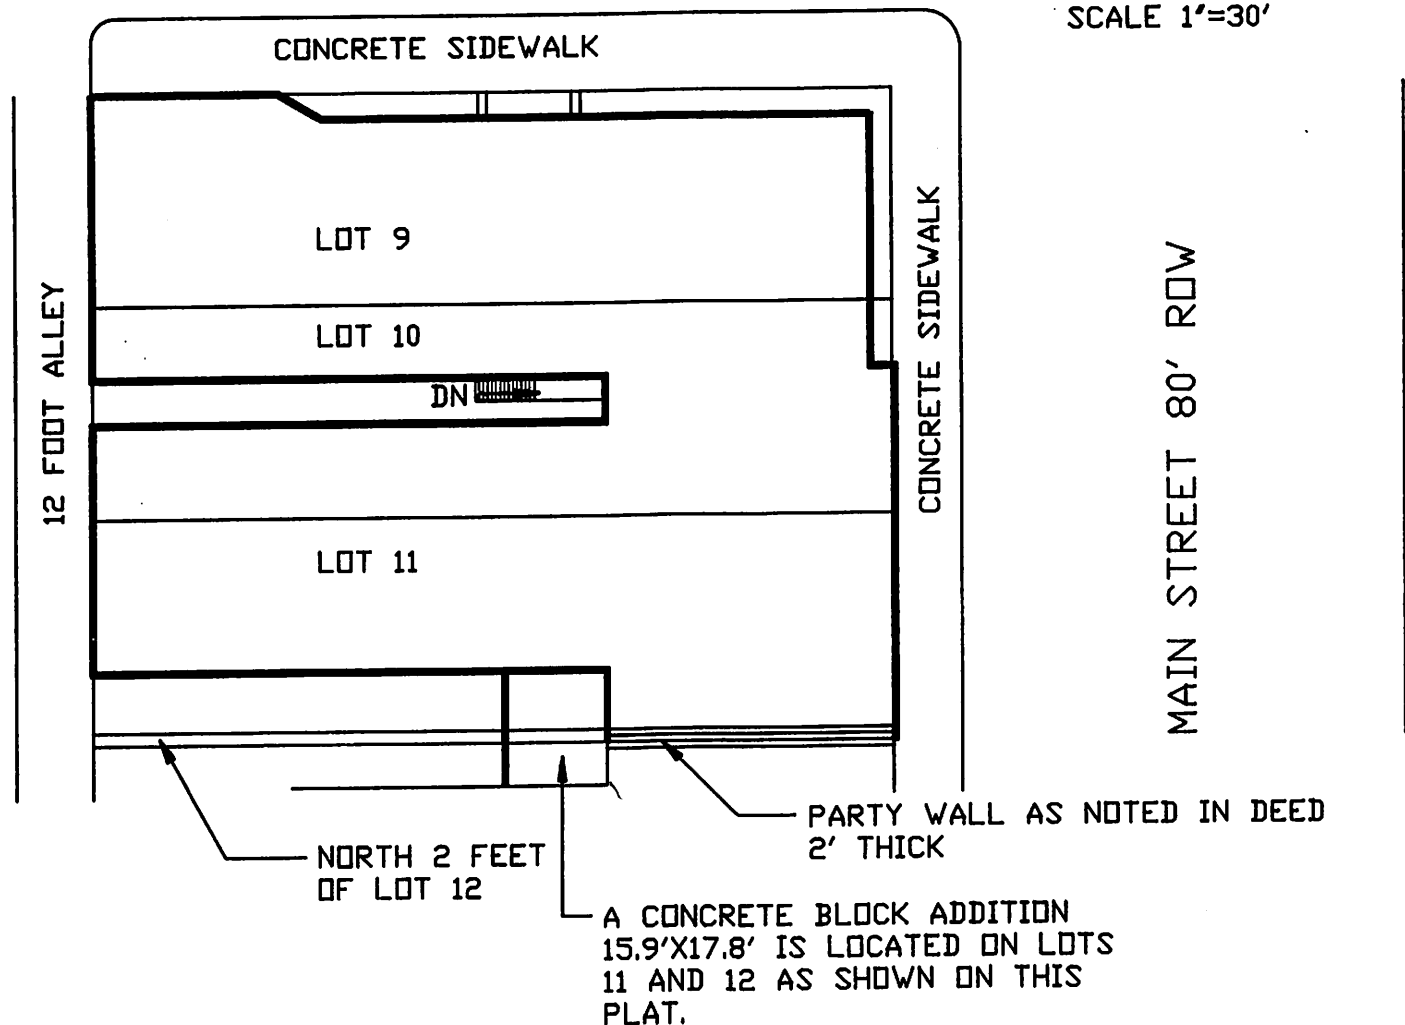 SCALE 1"=30'
CONCRETE SIDEWALK
LOT 9
LOT 10
DN
LOT 11
12 FOOT ALLEY
CONCRETE SIDEWALK
MAIN STREET 80' ROW
PARTY WALL AS NOTED IN DEED
2' THICK
NORTH 2 FEET
OF LOT 12
A CONCRETE BLOCK ADDITION
15.9'X17.8' IS LOCATED ON LOTS
11 AND 12 AS SHOWN ON THIS
PLAT.